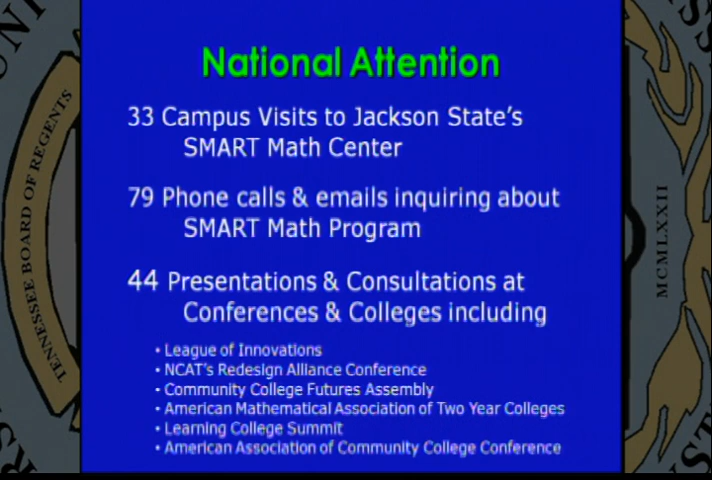 National Attention
33 Campus Visits to Jackson State's
SMART Math Center
79 Phone calls & emails inquiring about
SMART Math Program
44 Presentations & Consultations at
Conferences & Colleges including
• League of Innovations
• NCAT's Redesign Alliance Conference
• Community College Futures Assembly
• American Mathematical Association of Two Year Colleges
• Learning College Summit
• American Association of Community College Conference
TENNESSEE BOARD OF REGENTS
MCMLXXII